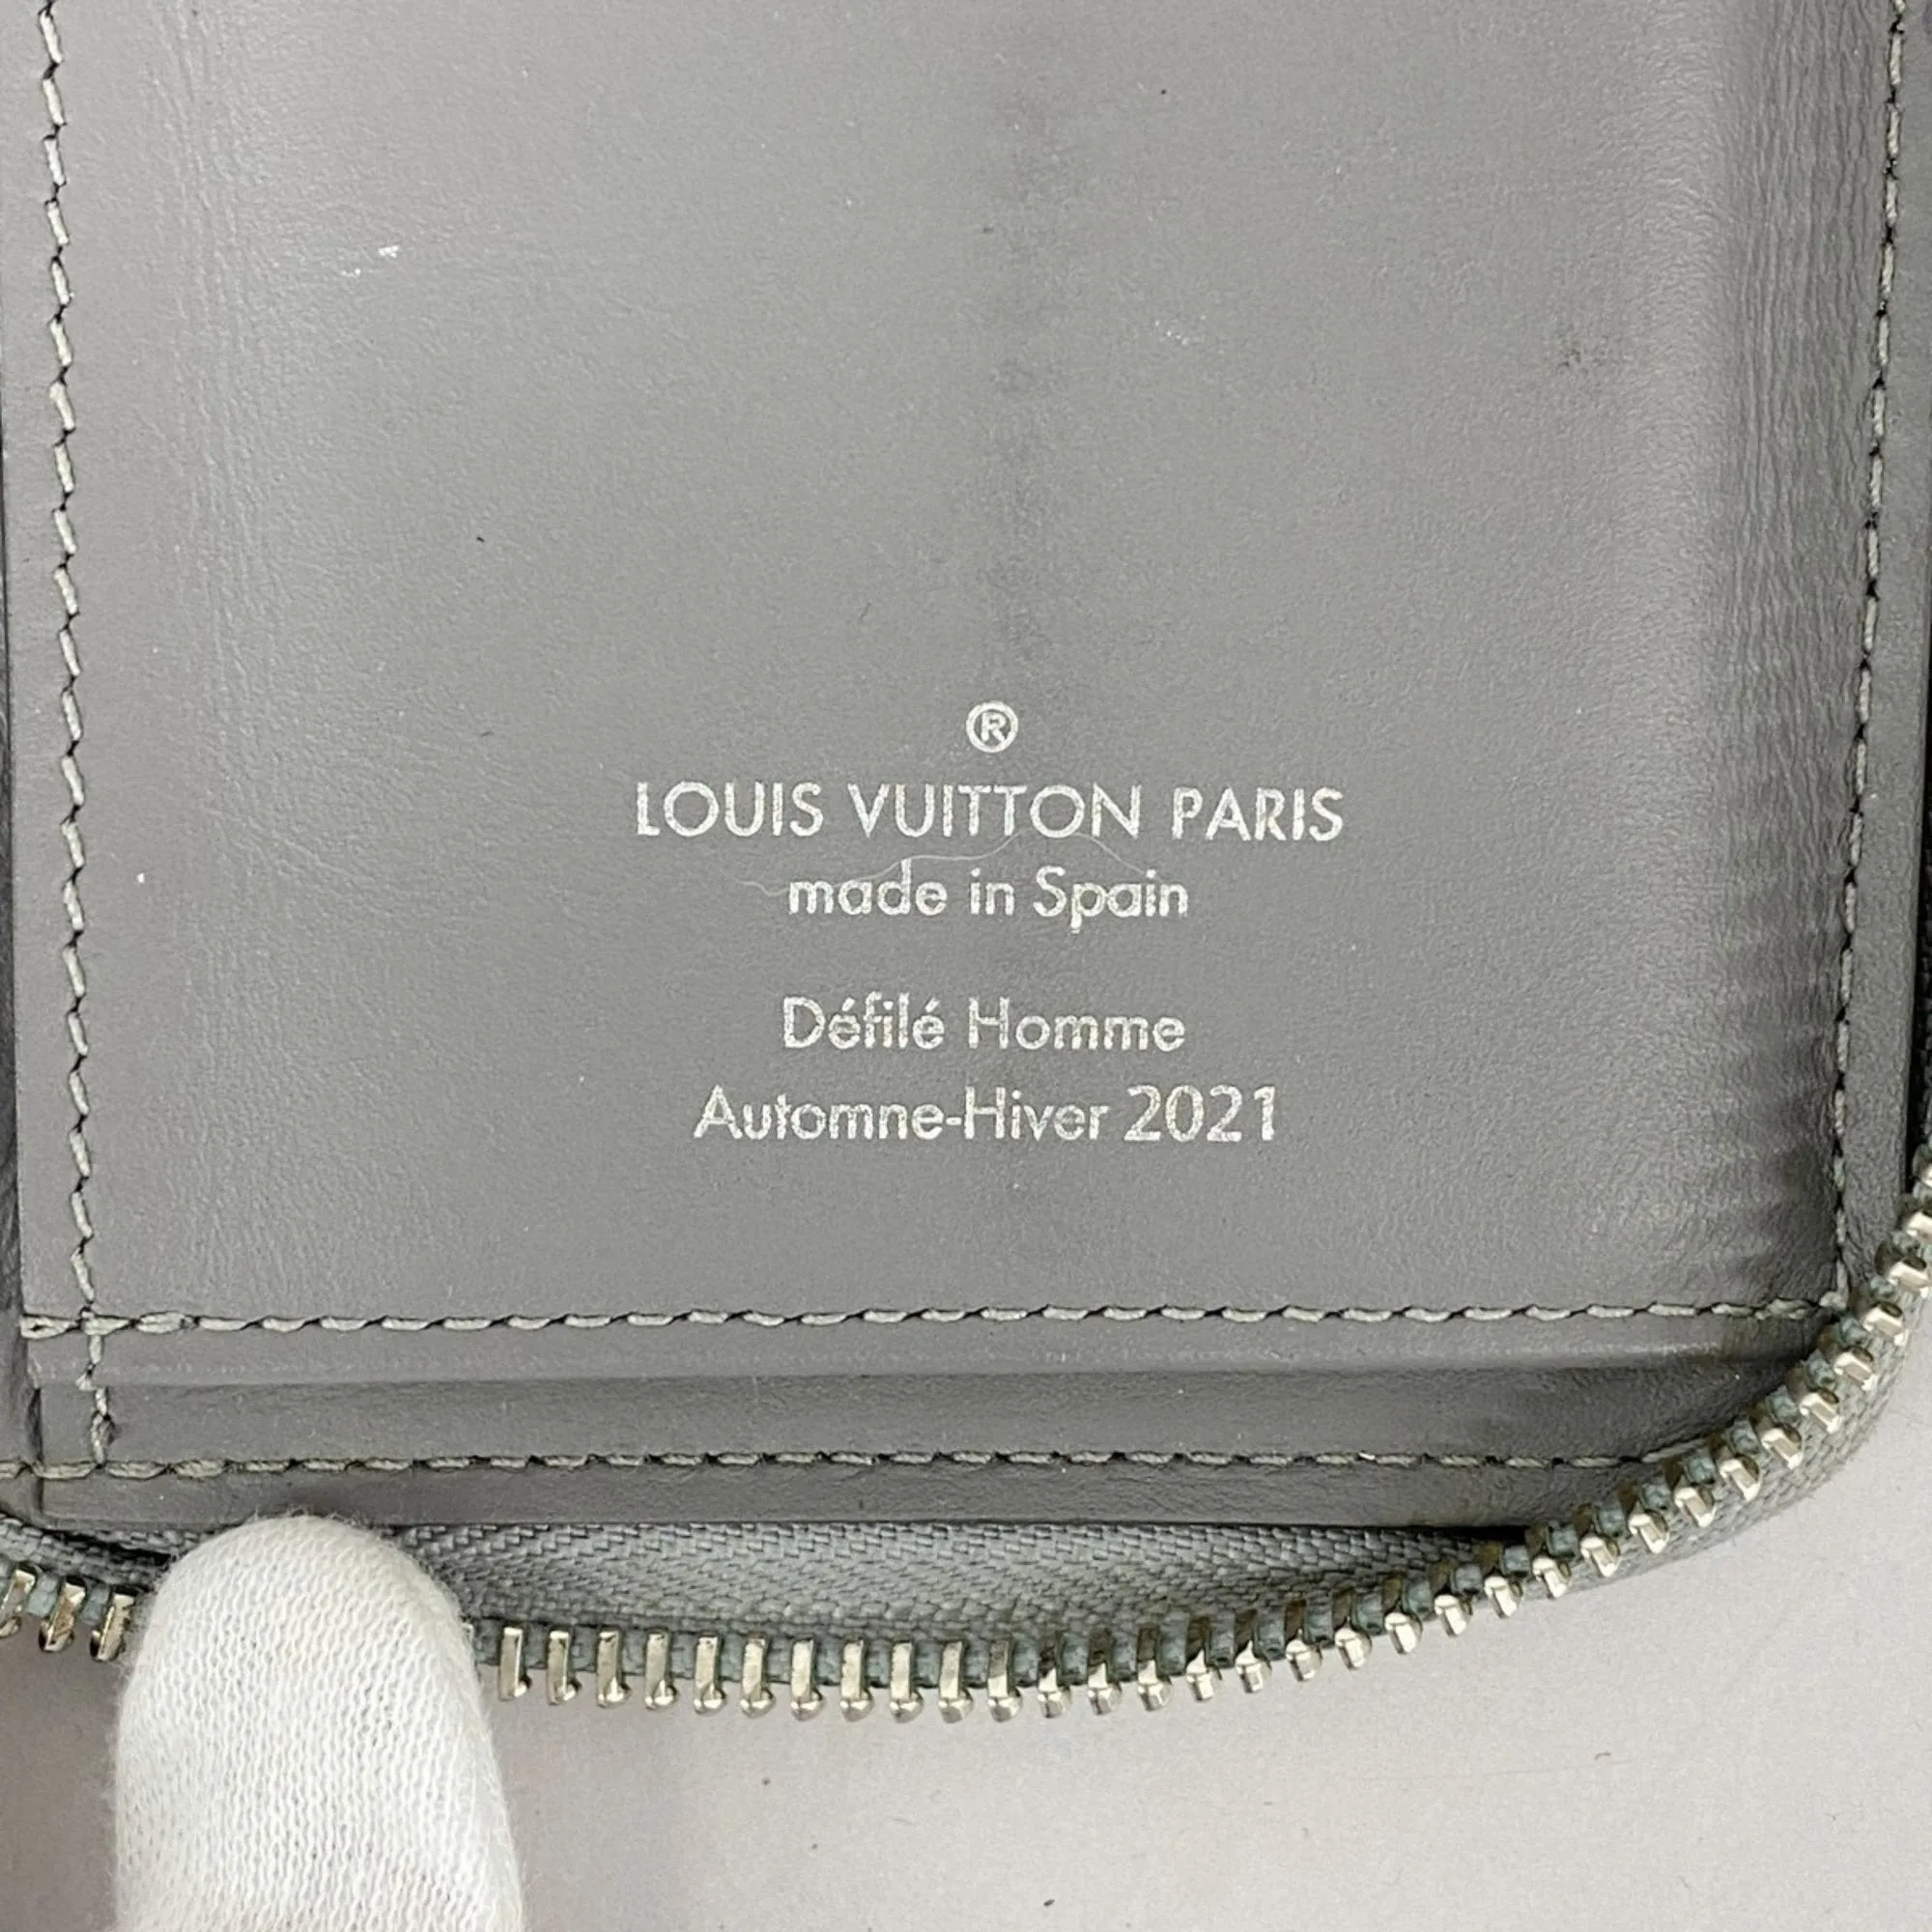 ®
LOUIS VUITTON PARIS
made in Spain
Défilé Homme
Automne-Hiver 2021